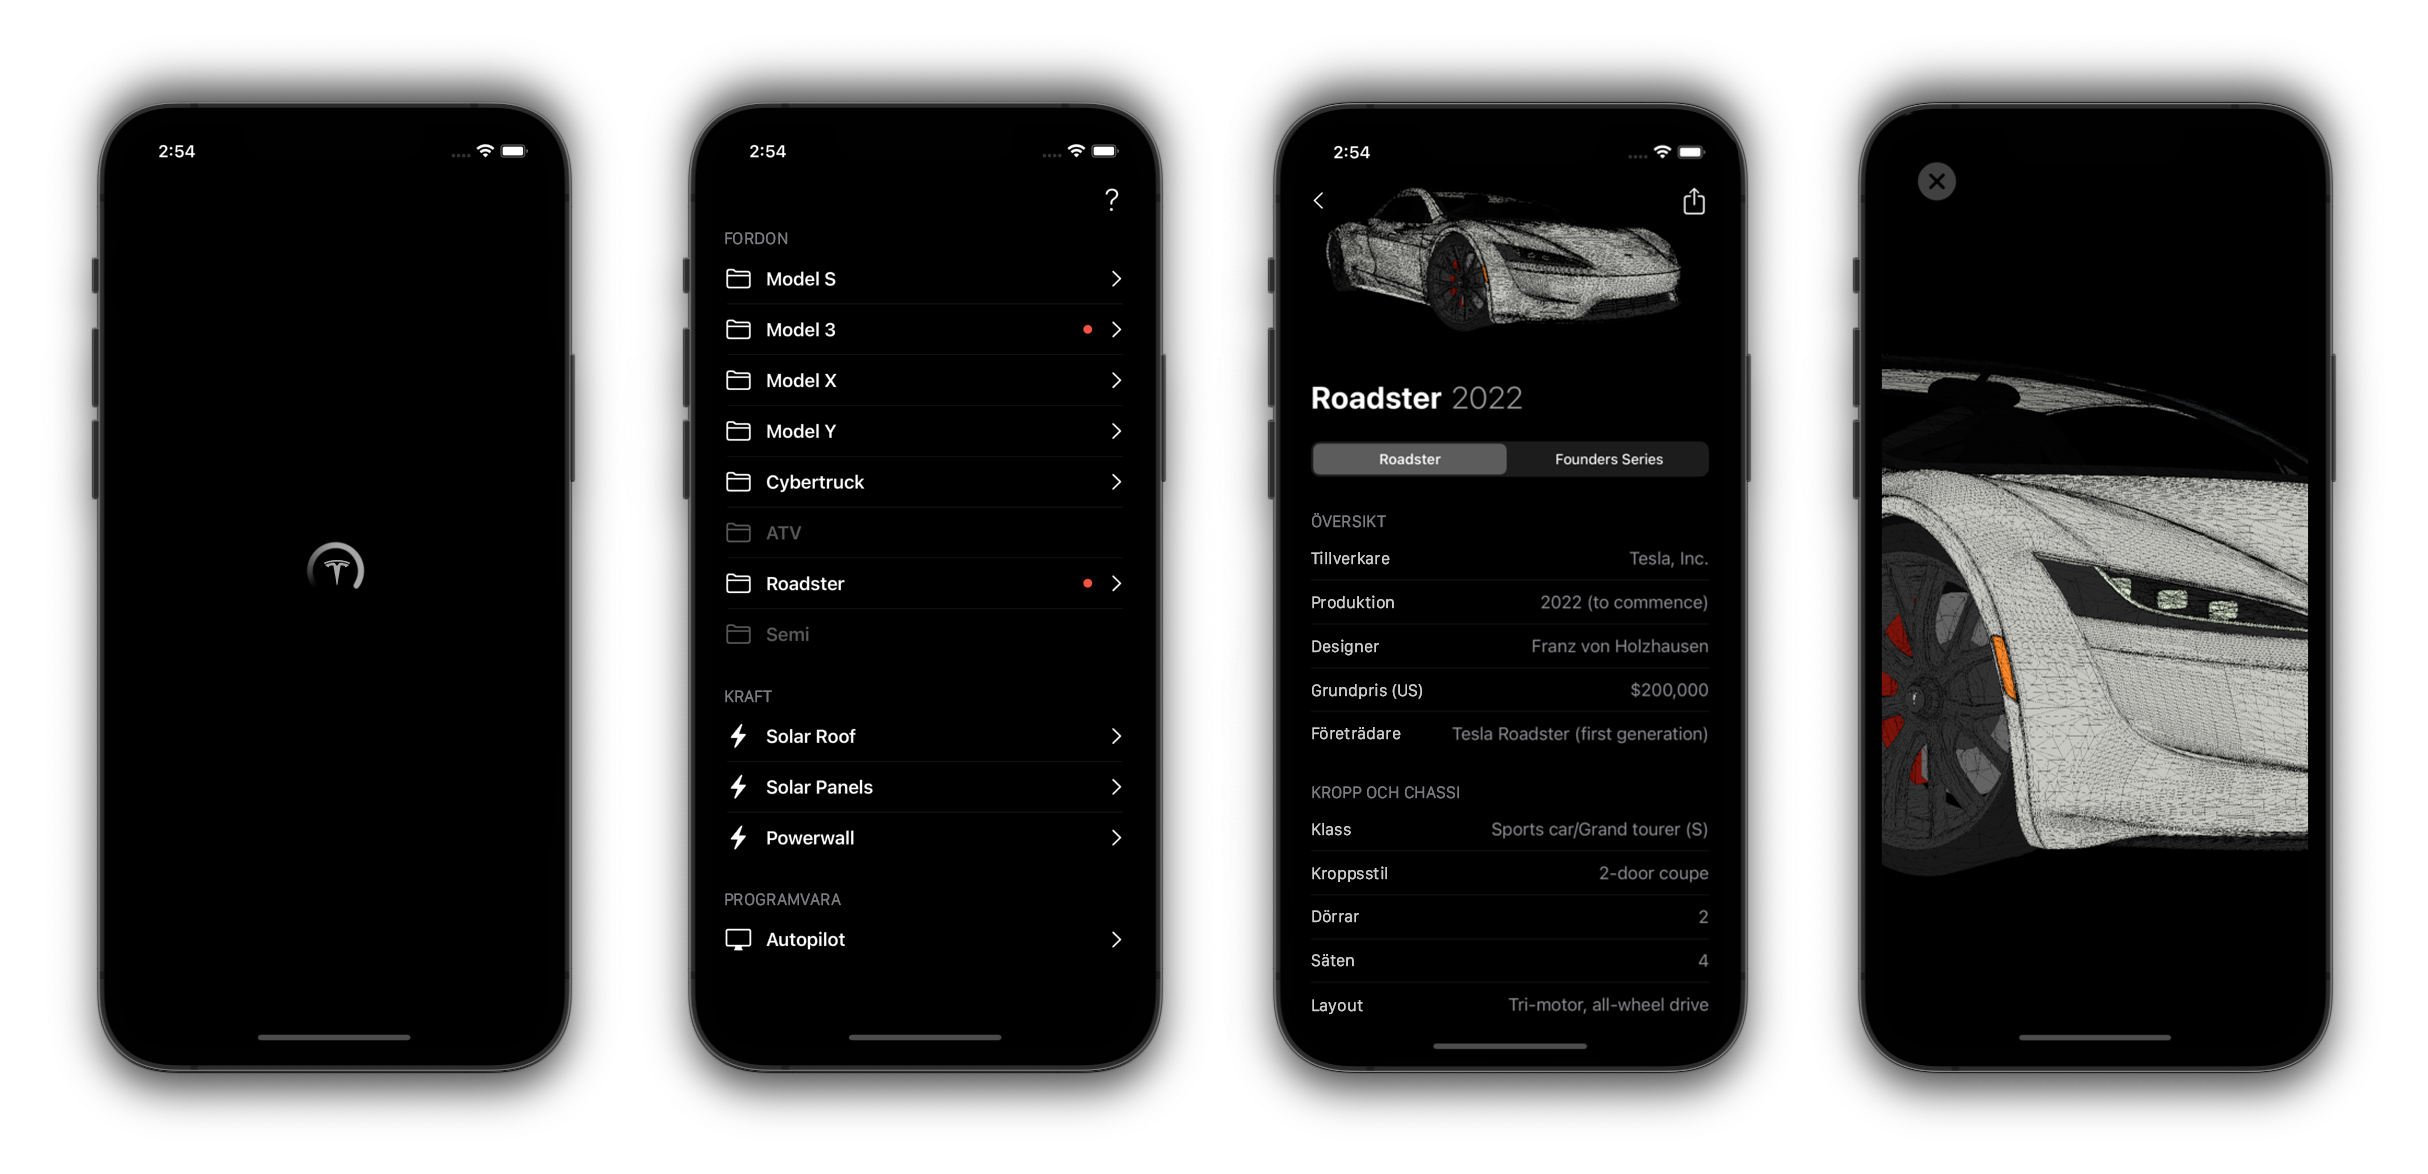 2:54
2:54
?
FORDON
Model S
Model 3
Model X
Model Y
Cybertruck
ATV
Roadster
Semi
KRAFT
Solar Roof
Solar Panels
Powerwall
PROGRAMVARA
Autopilot
2:54
Roadster 2022
Roadster Founders Series
ÖVERSIKT
Tillverkare Tesla, Inc.
Produktion 2022 (to commence)
Designer Franz von Holzhausen
Grundpris (US) $200,000
Företrädare Tesla Roadster (first generation)
KROPP OCH CHASSI
Klass Sports car/Grand tourer (S)
Kroppsstil 2-door coupe
Dörrar 2
Säten 4
Layout Tri-motor, all-wheel drive